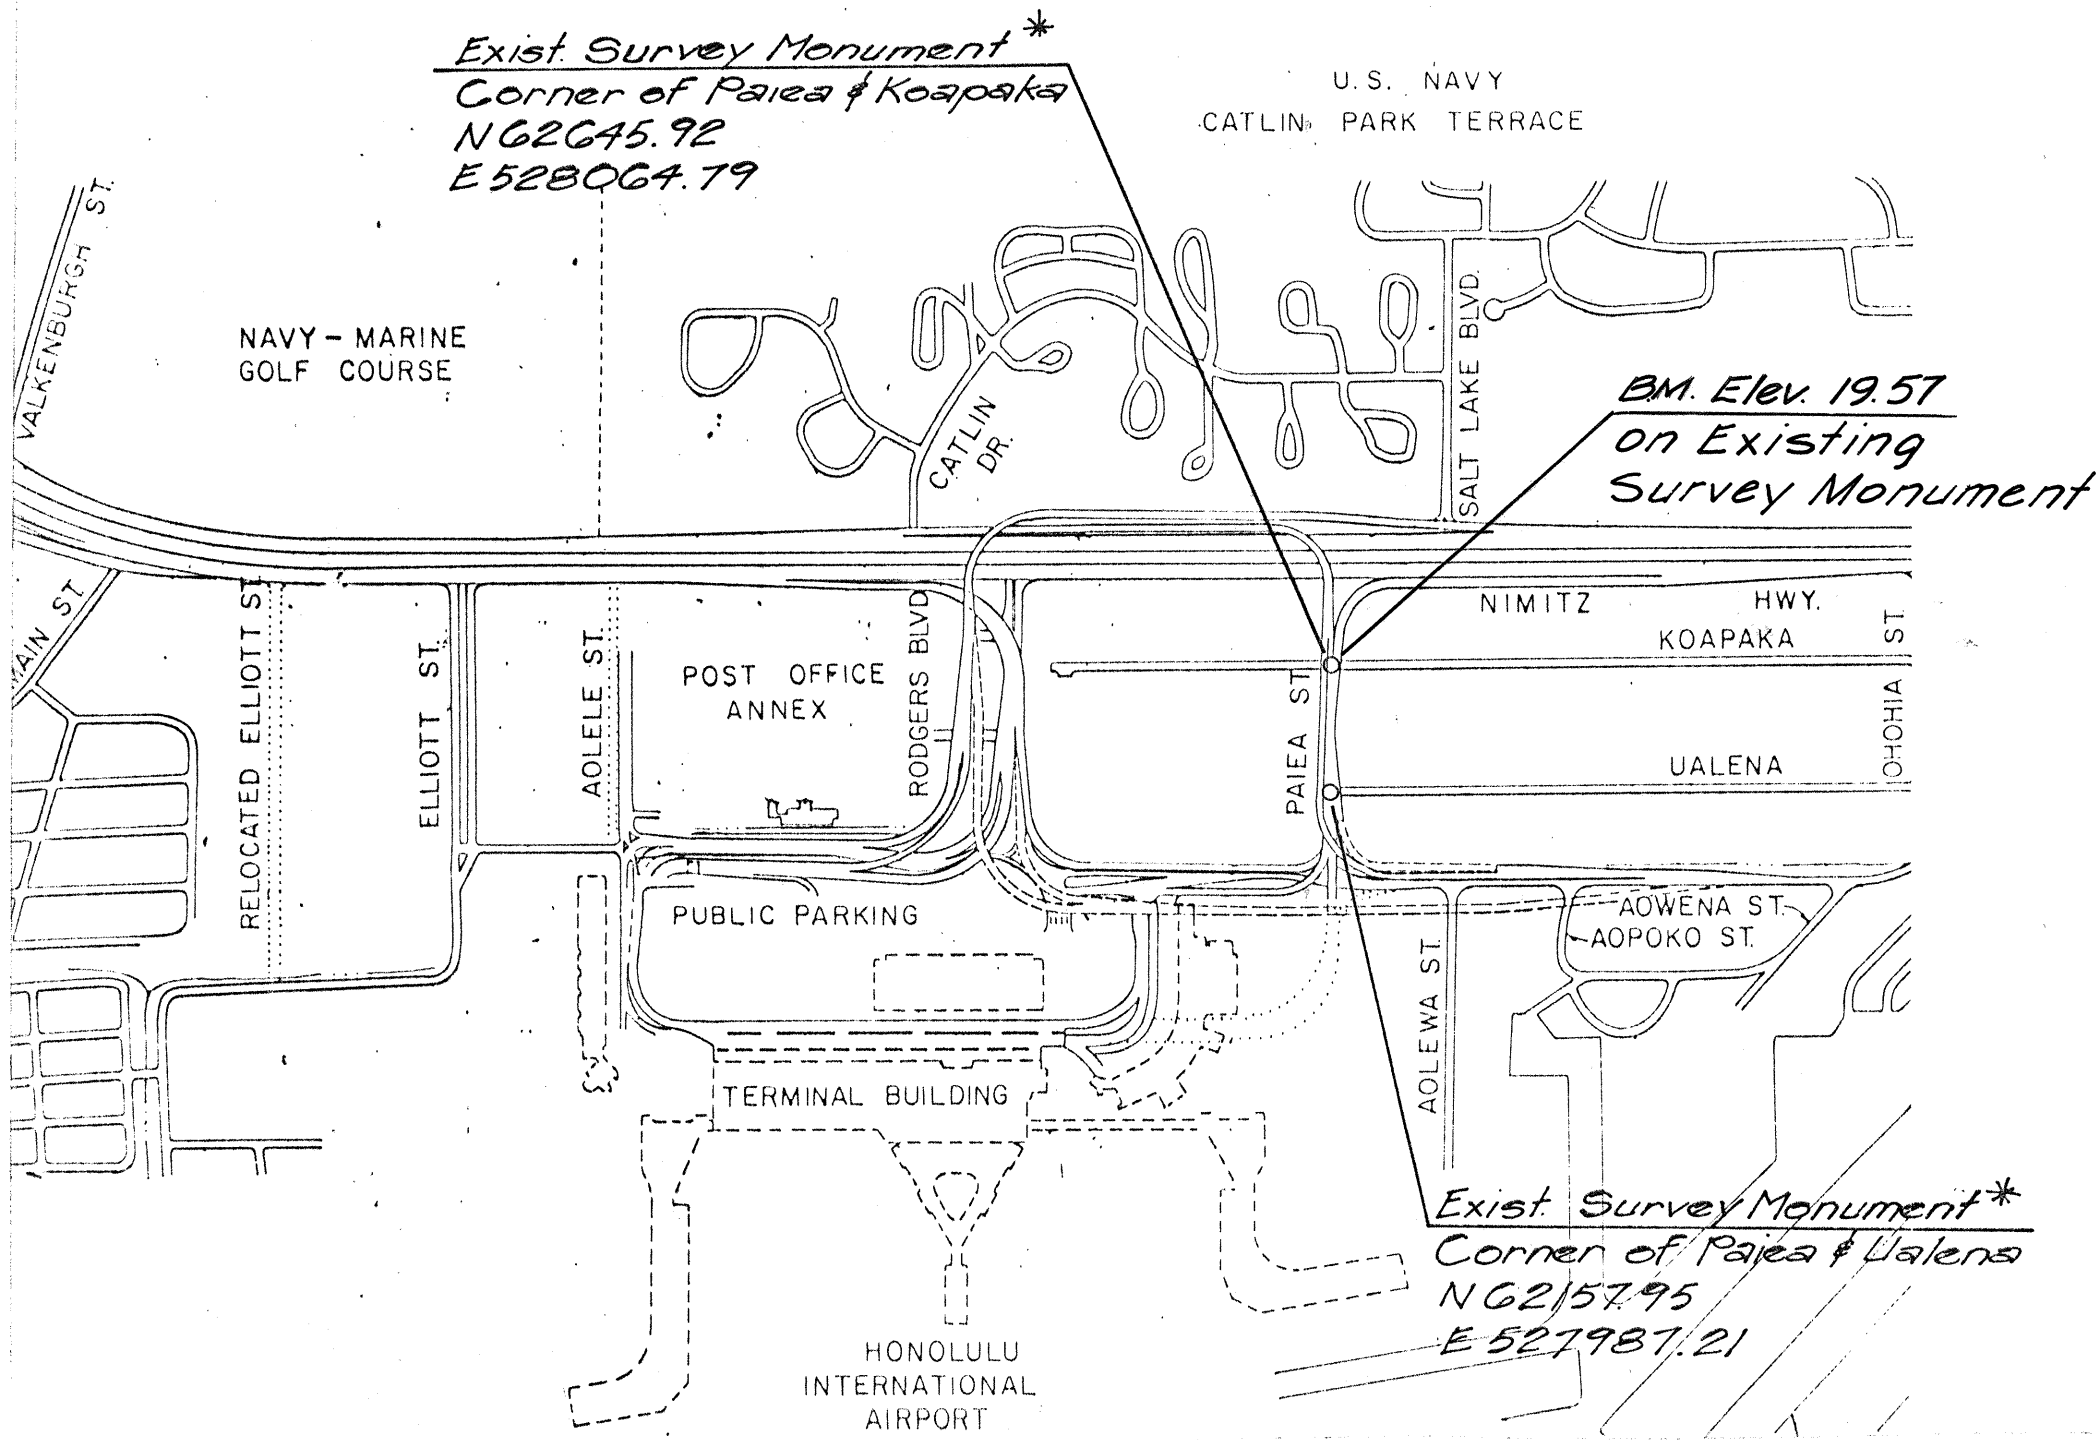 Exist. Survey Monument *
Corner of Paiea & Koapaka
N 62645.92
E 528064.79
U.S. NAVY
CATLIN PARK TERRACE
VALKENBURGH ST.
NAVY-MARINE
GOLF COURSE
CATLIN
DR.
SALT LAKE BLVD.
B.M. Elev. 19.57
on Existing
Survey Monument
MAIN ST.
RELOCATED ELLIOTT ST.
ELLIOTT ST.
AOLELE ST.
POST OFFICE
ANNEX
RODGERS BLVD.
PAIEA ST.
NIMITZ HWY.
KOAPAKA
UALENA
OHOHIA ST.
PUBLIC PARKING
AOWENA ST.
AOPOKO ST.
AOLEWA ST.
TERMINAL BUILDING
Exist. Survey Monument *
Corner of Paiea & Ualena
N 62157.95
E 527987.21
HONOLULU
INTERNATIONAL
AIRPORT